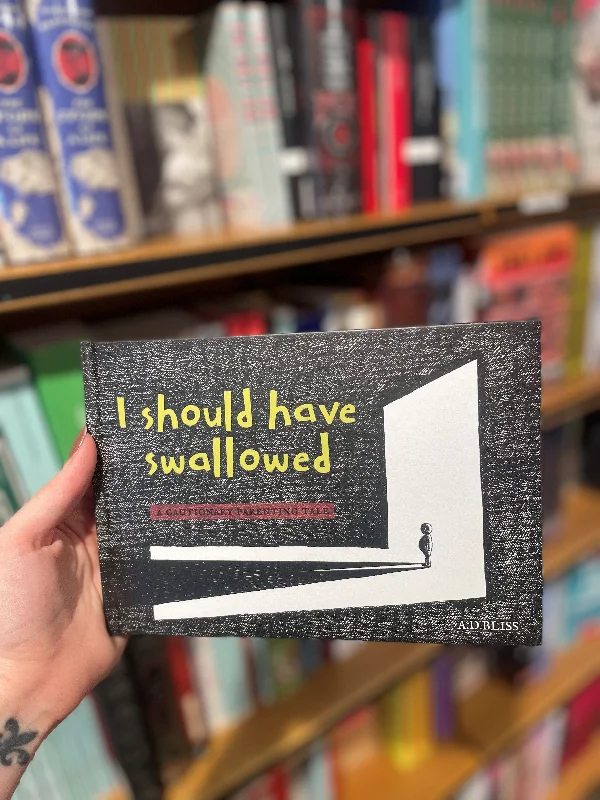 I should have
swallowed
A CAUTIONARY PARENTING TALE
A.D BLISS